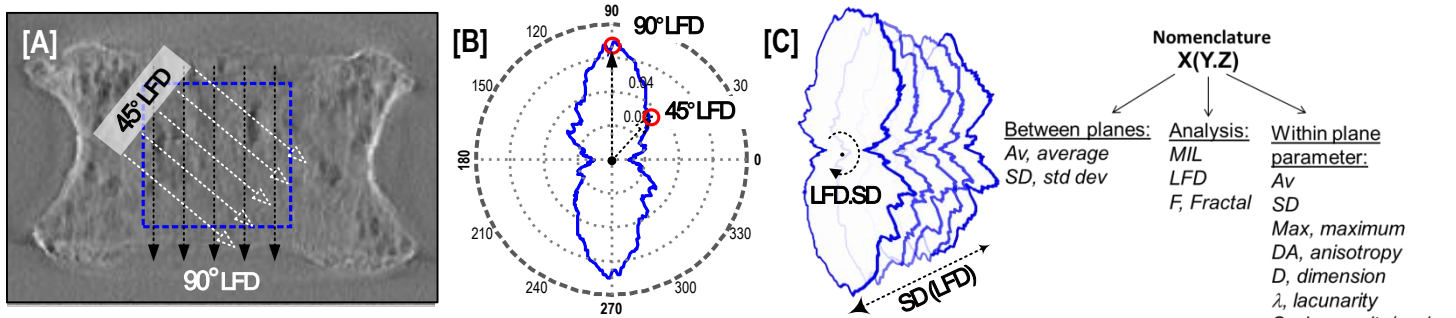 [A]
45° LFD
90° LFD
[B]
90
90° LFD
120
150
30
0.04
45° LFD
180
0
210
330
240
300
270
[C]
LFD.SD
SD(LFD)
Nomenclature
X(Y.Z)
Between planes:
Av, average
SD, std dev
Analysis:
MIL
LFD
F, Fractal
Within plane
parameter:
Av
SD
Max, maximum
DA, anisotropy
D, dimension
λ, lacunarity